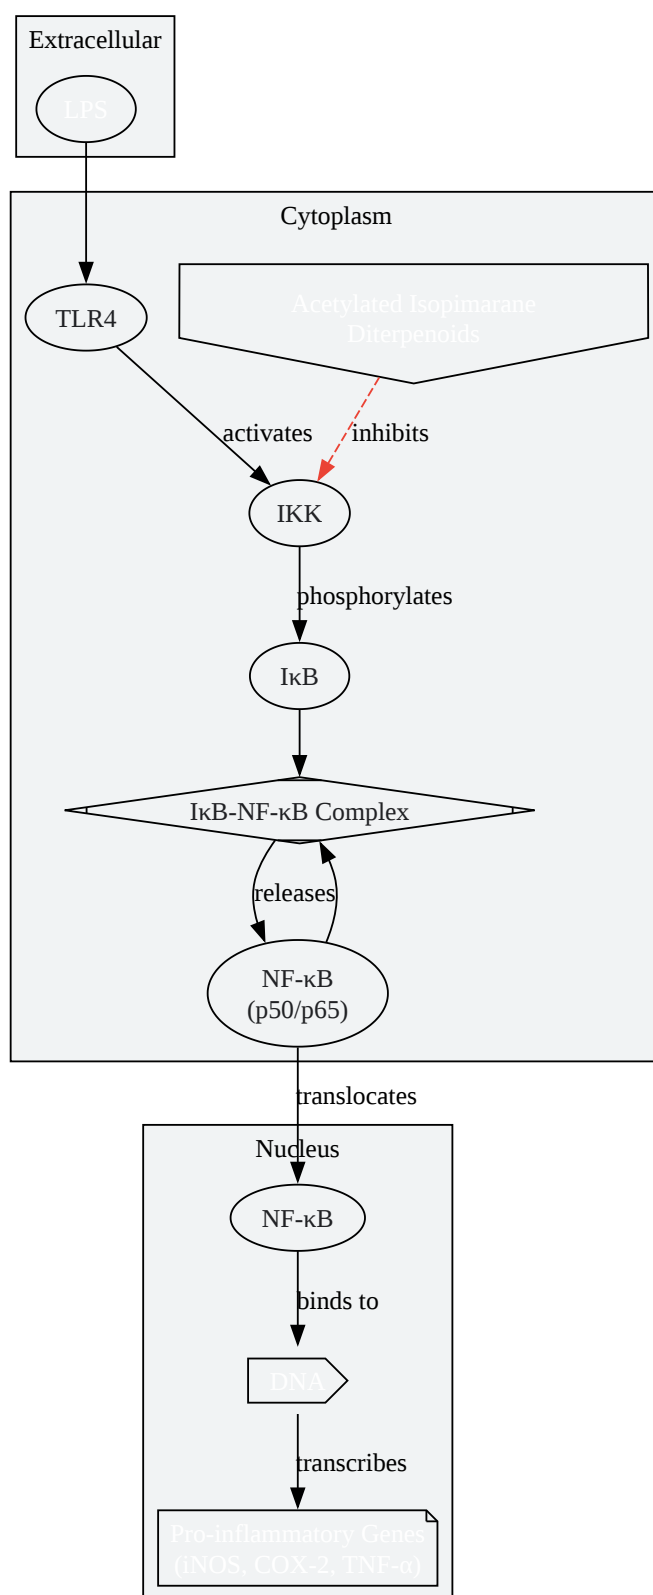 Extracellular
LPS
Cytoplasm
TLR4
Acetylated Isopimarane
Diterpenoids
activates
inhibits
IKK
phosphorylates
IκB
IκB-NF-κB Complex
releases
NF-κB
(p50/p65)
translocates
Nucleus
NF-κB
binds to
DNA
transcribes
Pro-inflammatory Genes
(iNOS, COX-2, TNF-α)